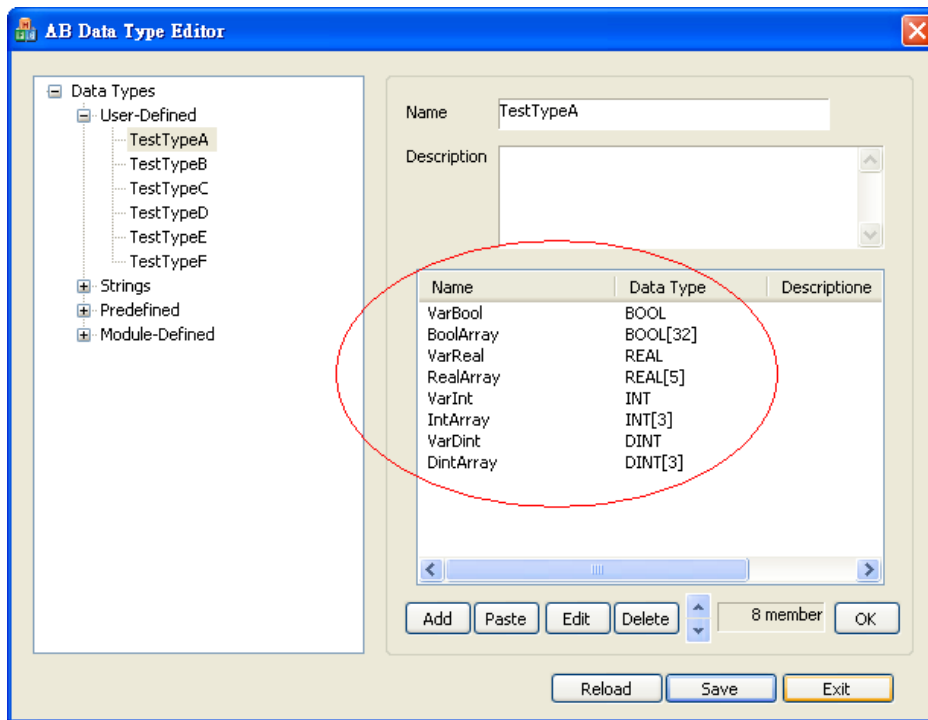 AB Data Type Editor
Data Types
User-Defined
TestTypeA
TestTypeB
TestTypeC
TestTypeD
TestTypeE
TestTypeF
Strings
Predefined
Module-Defined
Name TestTypeA
Description
Name Data Type Descriptione
VarBool BOOL
BoolArray BOOL[32]
VarReal REAL
RealArray REAL[5]
VarInt INT
IntArray INT[3]
VarDint DINT
DintArray DINT[3]
Add Paste Edit Delete 8 member OK
Reload Save Exit